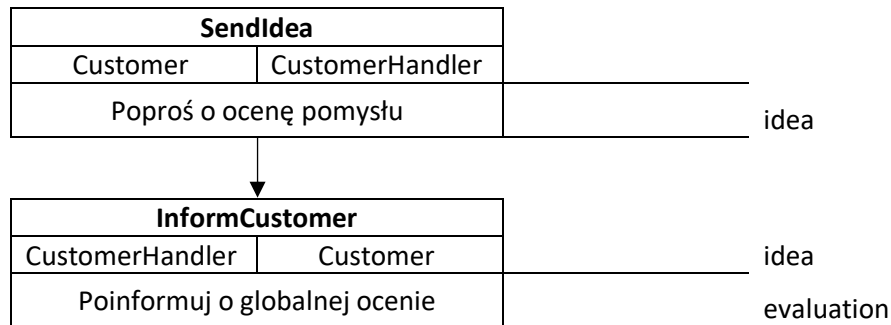 SendIdea
Customer CustomerHandler
Poproś o ocenę pomysłu
idea
InformCustomer
CustomerHandler Customer
idea
Poinformuj o globalnej ocenie
evaluation